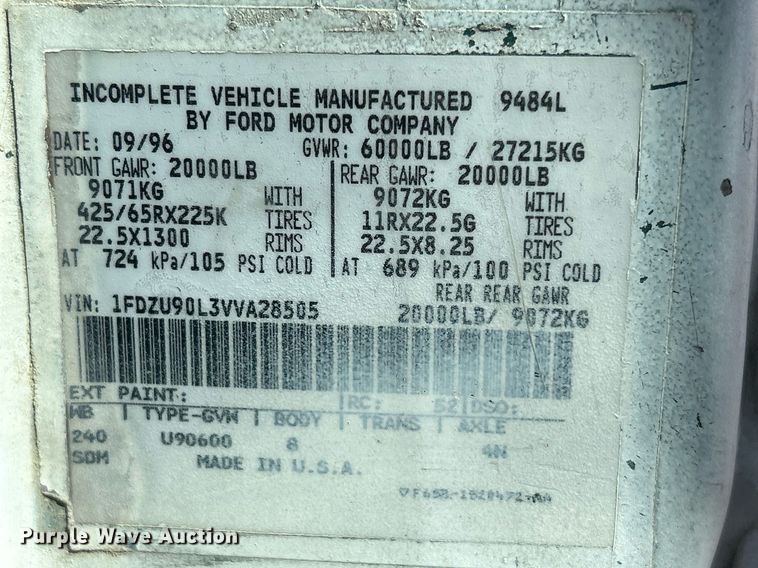 INCOMPLETE VEHICLE MANUFACTURED 9484L
BY FORD MOTOR COMPANY
DATE: 09/96 GVWR: 60000LB / 27215KG
FRONT GAWR: 20000LB REAR GAWR: 20000LB
9071KG WITH 9072KG WITH
425/65RX225K TIRES 11RX22.5G TIRES
22.5X1300 RIMS 22.5X8.25 RIMS
AT 724 kPa/105 PSI COLD AT 689 kPa/100 PSI COLD
REAR REAR GAWR
VIN: 1FDZU90L3VVA28505 20000LB/ 9072KG
EXT PAINT: RC: 52 DSO:
WB TYPE-GVW BODY TRANS AXLE
240 U90600 8 4N
SDM MADE IN U.S.A.
Purple Wave Auction